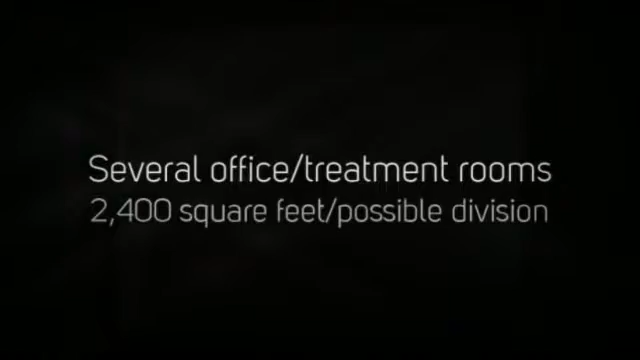 Several office/treatment rooms
2,400 square feet/possible division